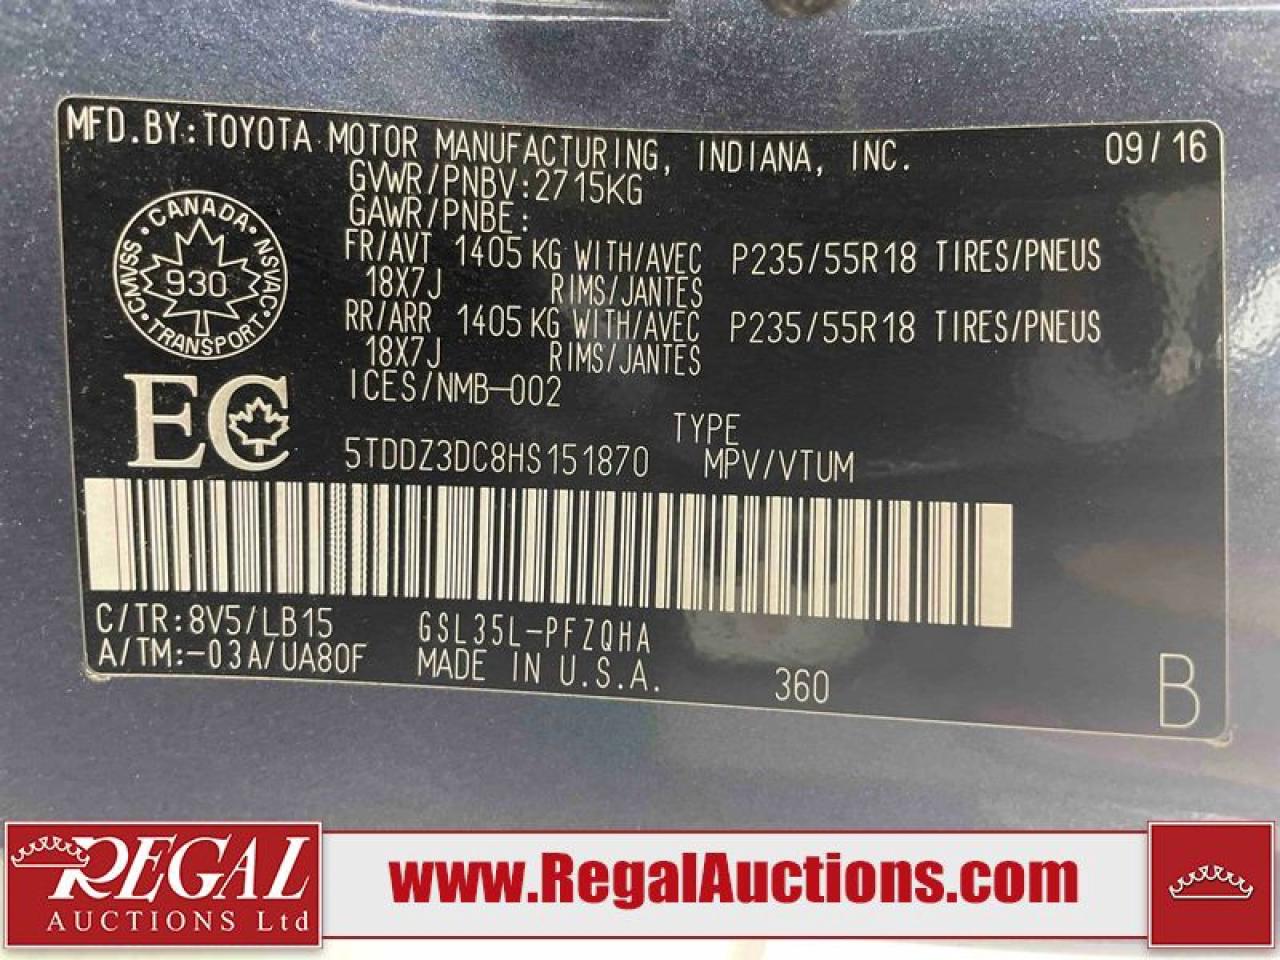 MFD.BY:TOYOTA MOTOR MANUFACTURING, INDIANA, INC. 09/16
GVWR/PNBV:2715KG
GAWR/PNBE:
FR/AVT 1405 KG WITH/AVEC P235/55R18 TIRES/PNEUS
18X7J RIMS/JANTES
RR/ARR 1405 KG WITH/AVEC P235/55R18 TIRES/PNEUS
18X7J RIMS/JANTES
ICES/NMB-002
CANADA
CMVSS 930 NSVAC
TRANSPORT
EC
TYPE
5TDDZ3DC8HS151870 MPV/VTUM
C/TR:8V5/LB15 GSL35L-PFZQHA
A/TM:-03A/UA80F MADE IN U.S.A. 360 B
REGAL
AUCTIONS Ltd
www.RegalAuctions.com